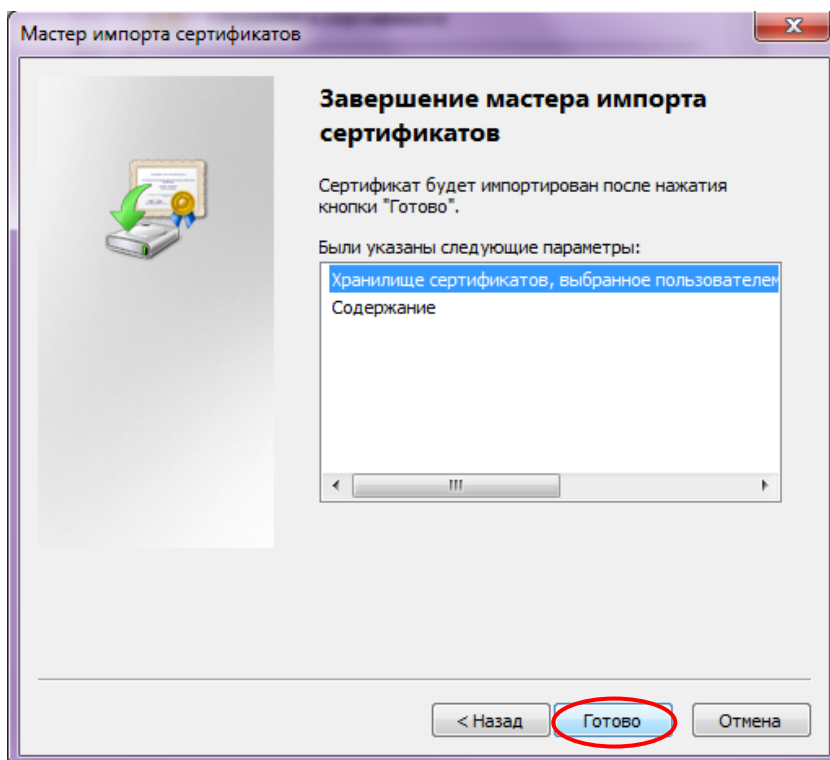 Мастер импорта сертификатов
Завершение мастера импорта
сертификатов
Сертификат будет импортирован после нажатия
кнопки "Готово".
Были указаны следующие параметры:
Хранилище сертификатов, выбранное пользователем
Содержание
< Назад
Готово
Отмена